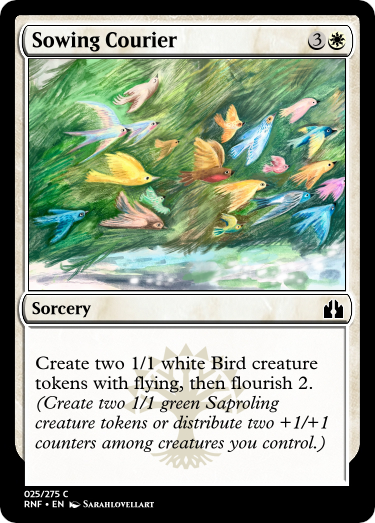 Sowing Courier 3
Sorcery
Create two 1/1 white Bird creature
tokens with flying, then flourish 2.
(Create two 1/1 green Saproling
creature tokens or distribute two +1/+1
counters among creatures you control.)
025/275 C
RNF • EN SARAHLOVELLART